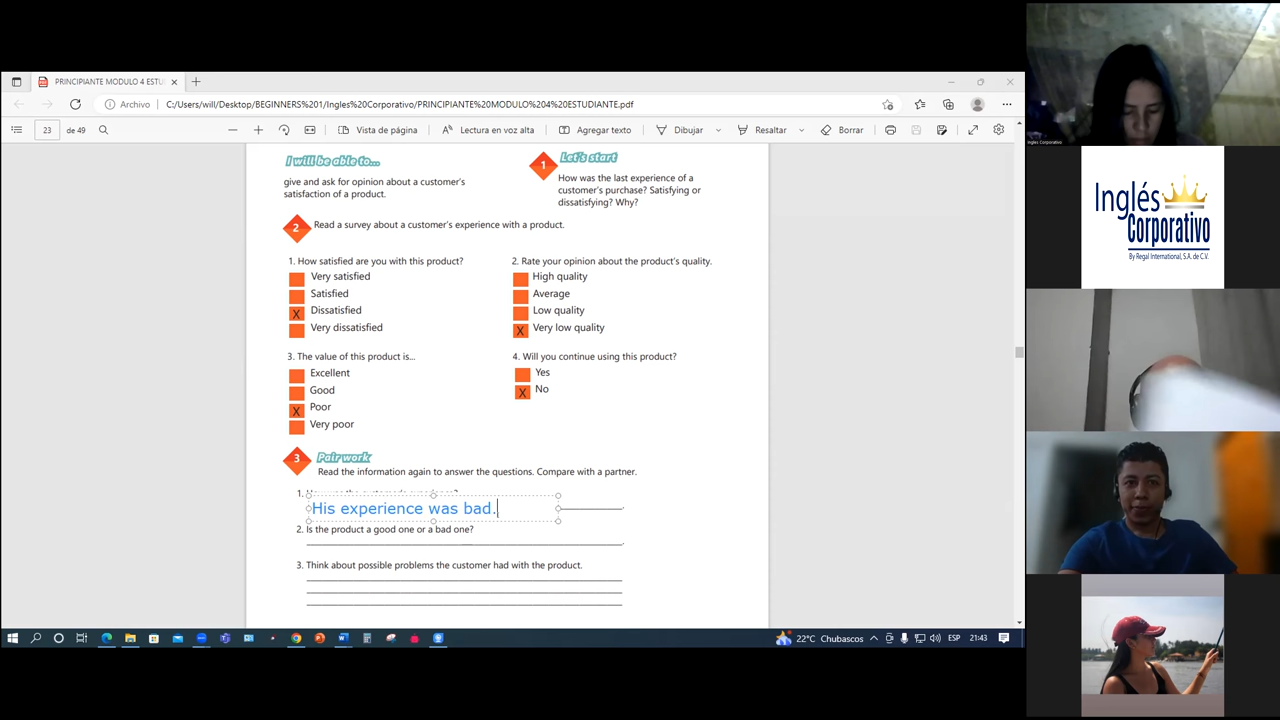 PRINCIPIANTE MODULO 4 ESTUD
Archivo
C:/Users/will/Desktop/BEGINNERS%201/Ingles%20Corporativo/PRINCIPIANTE%20MODULO%204%20ESTUDIANTE.pdf
23 de 49
Vista de página
Lectura en voz alta
Agregar texto
Dibujar
Resaltar
Borrar
I will be able to...
give and ask for opinion about a customer's
satisfaction of a product.
1 Let's start
How was the last experience of a
customer's purchase? Satisfying or
dissatisfying? Why?
2 Read a survey about a customer's experience with a product.
1. How satisfied are you with this product?
Very satisfied
Satisfied
X Dissatisfied
Very dissatisfied
2. Rate your opinion about the product's quality.
High quality
Average
Low quality
X Very low quality
3. The value of this product is...
Excellent
Good
X Poor
Very poor
4. Will you continue using this product?
Yes
X No
3 Pair work
Read the information again to answer the questions. Compare with a partner.
1.
His experience was bad.
2. Is the product a good one or a bad one?
3. Think about possible problems the customer had with the product.
22°C Chubascos
ESP
21:43
Ingles Corporativo
Inglés
Corporativo
By Regal International, S.A. de C.V.